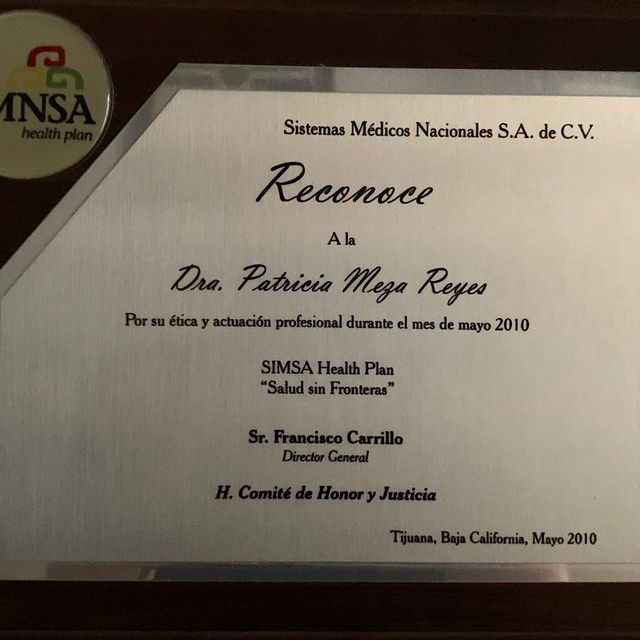 MNSA
health plan
Sistemas Médicos Nacionales S.A. de C.V.
Reconoce
A la
Dra. Patricia Meza Reyes
Por su ética y actuación profesional durante el mes de mayo 2010
SIMSA Health Plan
“Salud sin Fronteras”
Sr. Francisco Carrillo
Director General
H. Comité de Honor y Justicia
Tijuana, Baja California, Mayo 2010